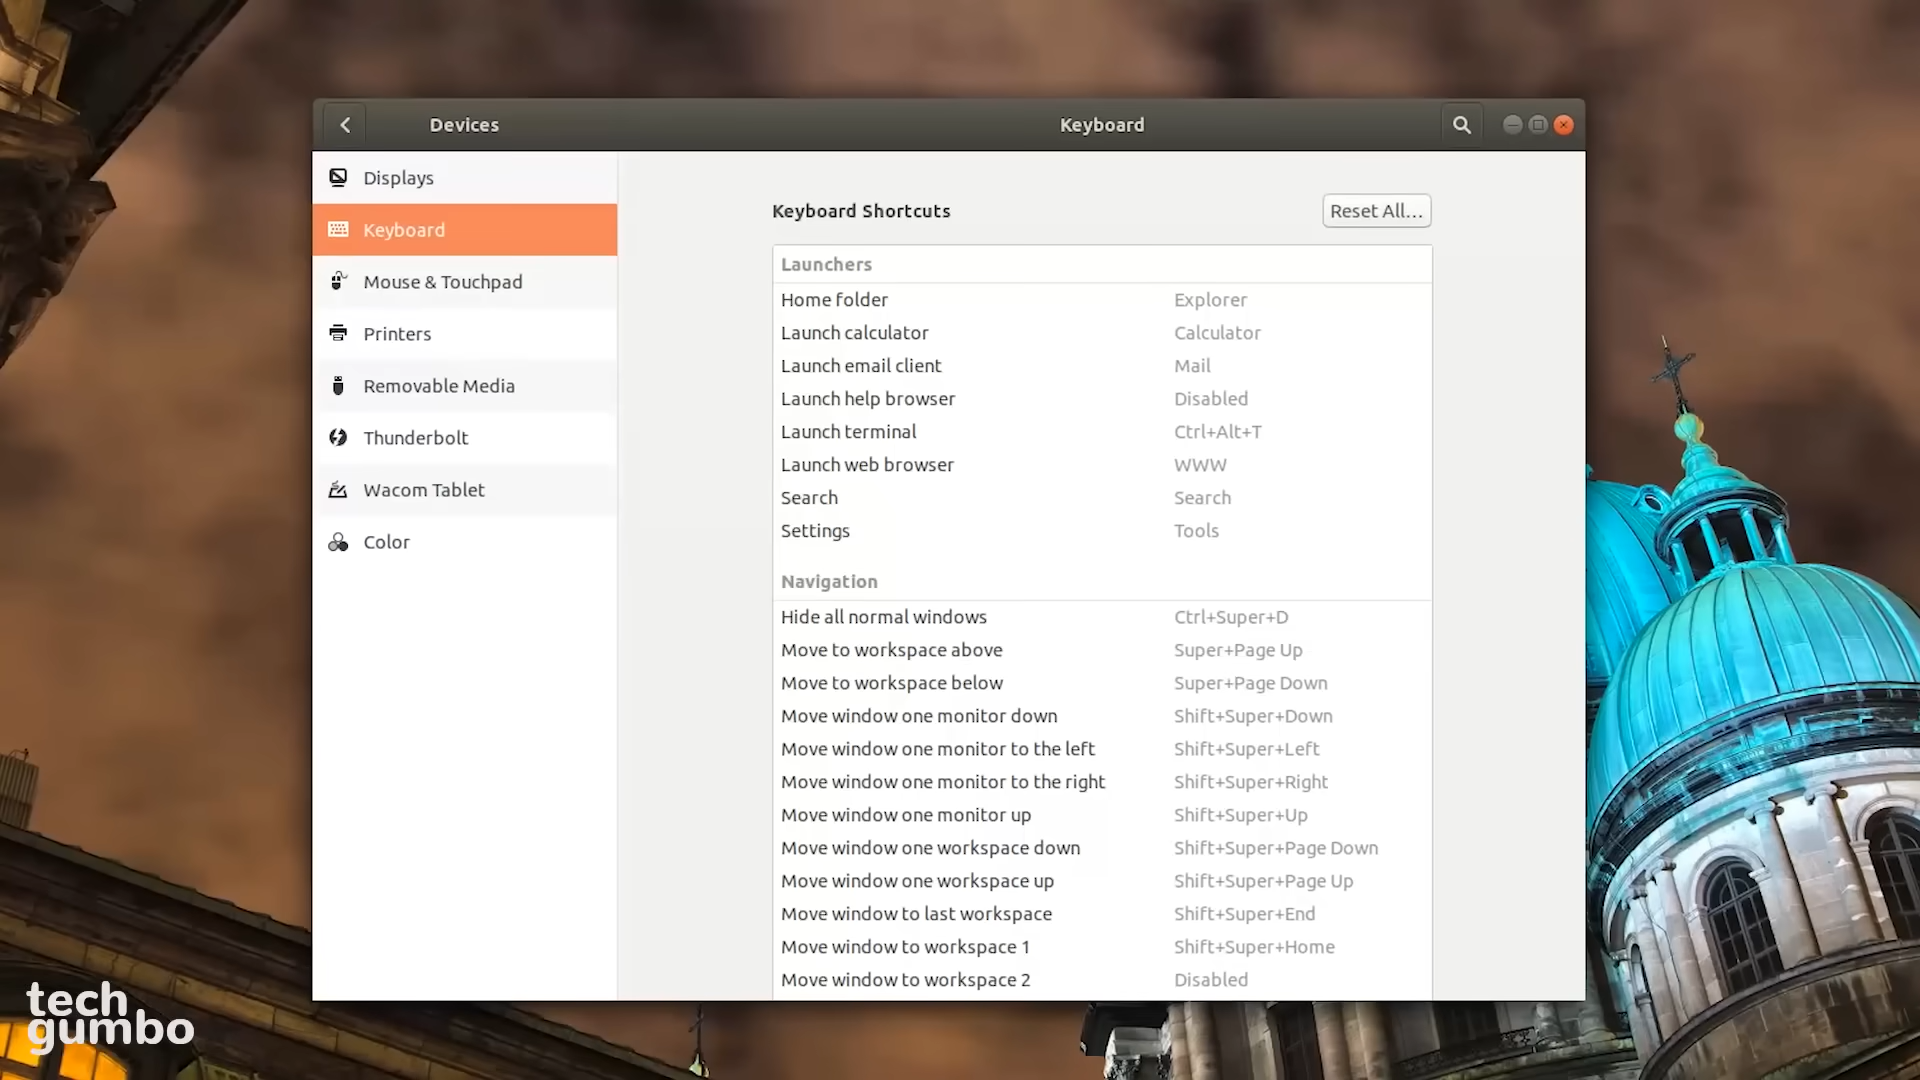 Devices
Keyboard
Displays
Keyboard
Mouse & Touchpad
Printers
Removable Media
Thunderbolt
Wacom Tablet
Color
Keyboard Shortcuts
Reset All...
Launchers
Home folder Explorer
Launch calculator Calculator
Launch email client Mail
Launch help browser Disabled
Launch terminal Ctrl+Alt+T
Launch web browser WWW
Search Search
Settings Tools
Navigation
Hide all normal windows Ctrl+Super+D
Move to workspace above Super+Page Up
Move to workspace below Super+Page Down
Move window one monitor down Shift+Super+Down
Move window one monitor to the left Shift+Super+Left
Move window one monitor to the right Shift+Super+Right
Move window one monitor up Shift+Super+Up
Move window one workspace down Shift+Super+Page Down
Move window one workspace up Shift+Super+Page Up
Move window to last workspace Shift+Super+End
Move window to workspace 1 Shift+Super+Home
Move window to workspace 2 Disabled
tech
gumbo